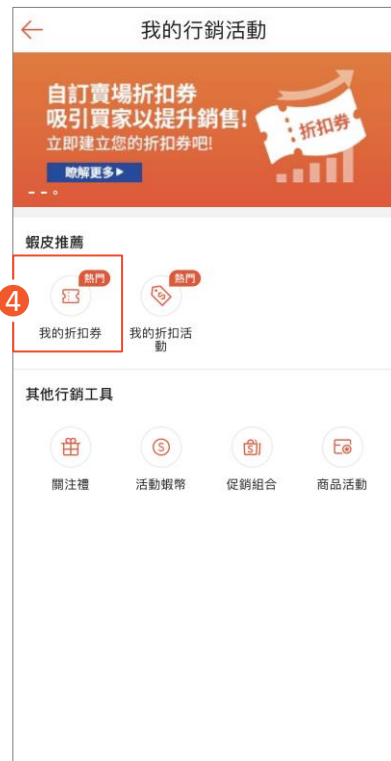 我的行銷活動
自訂賣場折扣券
吸引買家以提升銷售!
立即建立您的折扣券吧!
瞭解更多▶
折扣券
蝦皮推薦
4
熱門
熱門
我的折扣券
我的折扣活
動
其他行銷工具
關注禮
活動蝦幣
促銷組合
商品活動